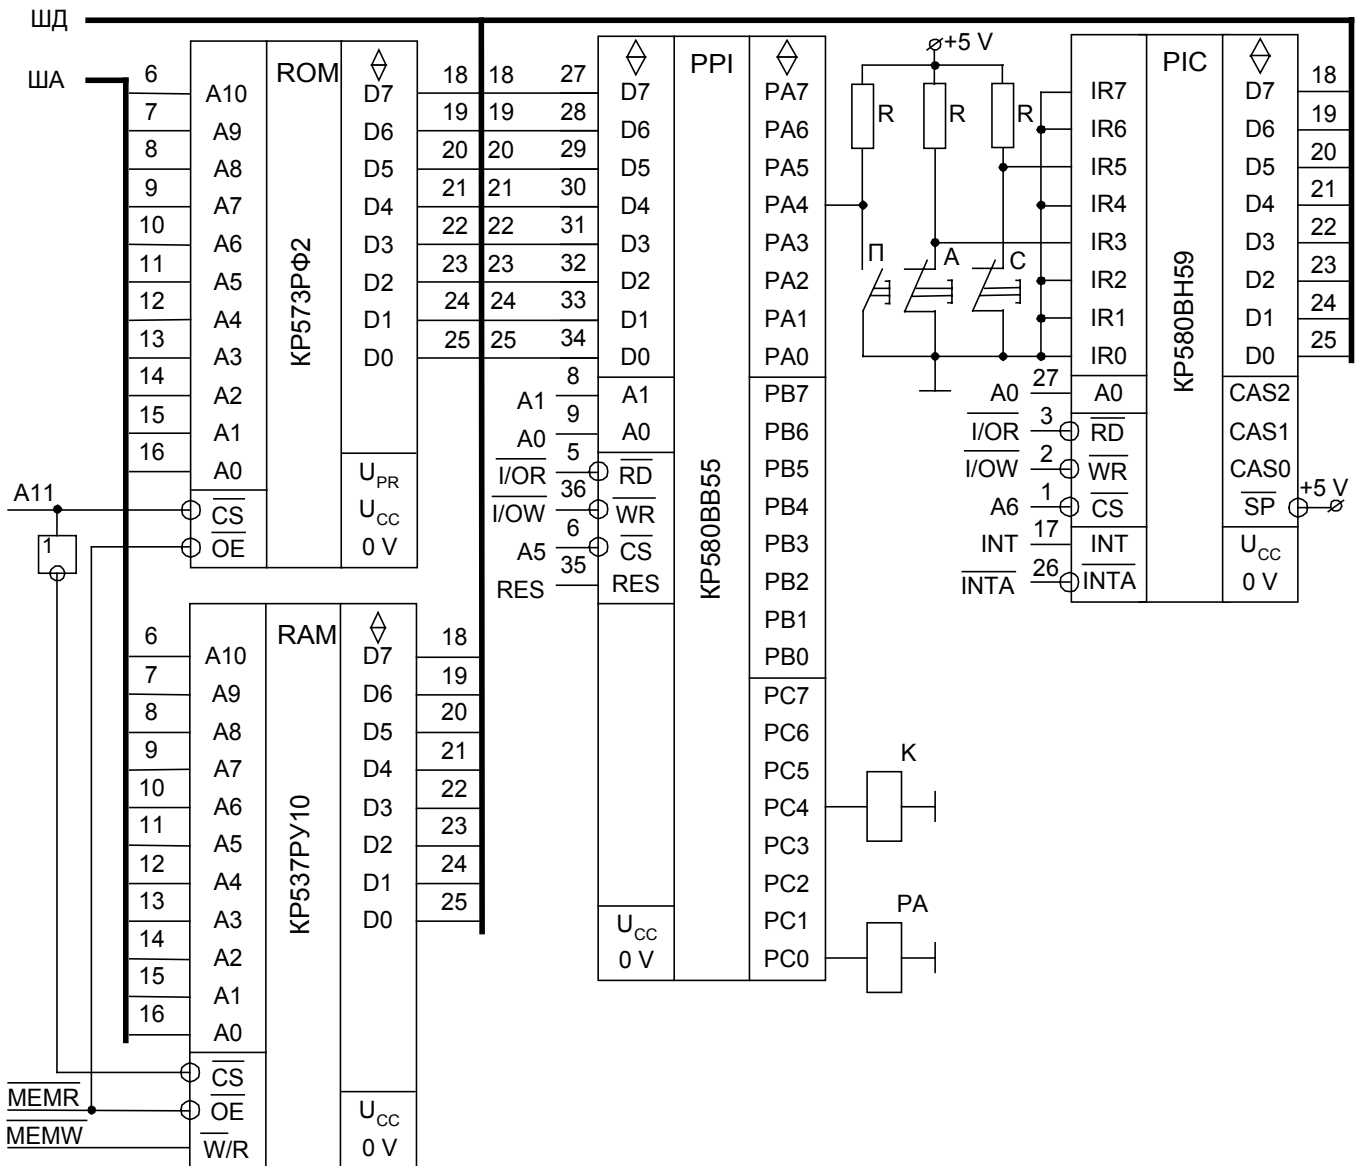 ШД
ША
ROM
КР573РФ2
6 A10 D7 18
7 A9 D6 19
8 A8 D5 20
9 A7 D4 21
10 A6 D3 22
11 A5 D2 23
12 A4 D1 24
13 A3 D0 25
14 A2
15 A1
16 A0
A11 CS
OE
U_PR
U_CC
0 V
1
RAM
КР537РУ10
6 A10 D7 18
7 A9 D6 19
8 A8 D5 20
9 A7 D4 21
10 A6 D3 22
11 A5 D2 23
12 A4 D1 24
13 A3 D0 25
14 A2
15 A1
16 A0
CS
MEMR OE
MEMW W/R
U_CC
0 V
PPI
КР580ВВ55
18 27 D7 PA7
19 28 D6 PA6
20 29 D5 PA5
21 30 D4 PA4
22 31 D3 PA3
23 32 D2 PA2
24 33 D1 PA1
25 34 D0 PA0
A1 8 A1 PB7
A0 9 A0 PB6
I/OR 5 RD PB5
I/OW 36 WR PB4
A5 6 CS PB3
RES 35 RES PB2
PB1
PB0
PC7
PC6
PC5
PC4
PC3
PC2
PC1
PC0
U_CC
0 V
K
PA
+5 V
R R R
П А С
PIC
КР580ВН59
IR7 D7 18
IR6 D6 19
IR5 D5 20
IR4 D4 21
IR3 D3 22
IR2 D2 23
IR1 D1 24
IR0 D0 25
A0 27 A0 CAS2
I/OR 3 RD CAS1
I/OW 2 WR CAS0
A6 1 CS SP +5 V
INT 17 INT U_CC
INTA 26 INTA 0 V